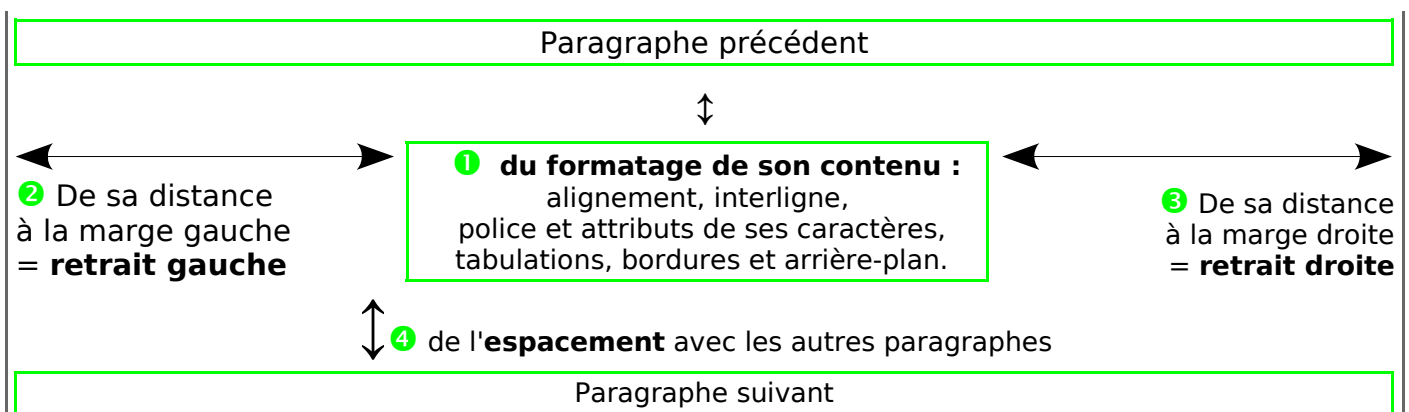 Paragraphe précédent
❶ du formatage de son contenu :
alignement, interligne,
police et attributs de ses caractères,
tabulations, bordures et arrière-plan.
❷ De sa distance
à la marge gauche
= retrait gauche
❸ De sa distance
à la marge droite
= retrait droite
❹ de l'espacement avec les autres paragraphes
Paragraphe suivant